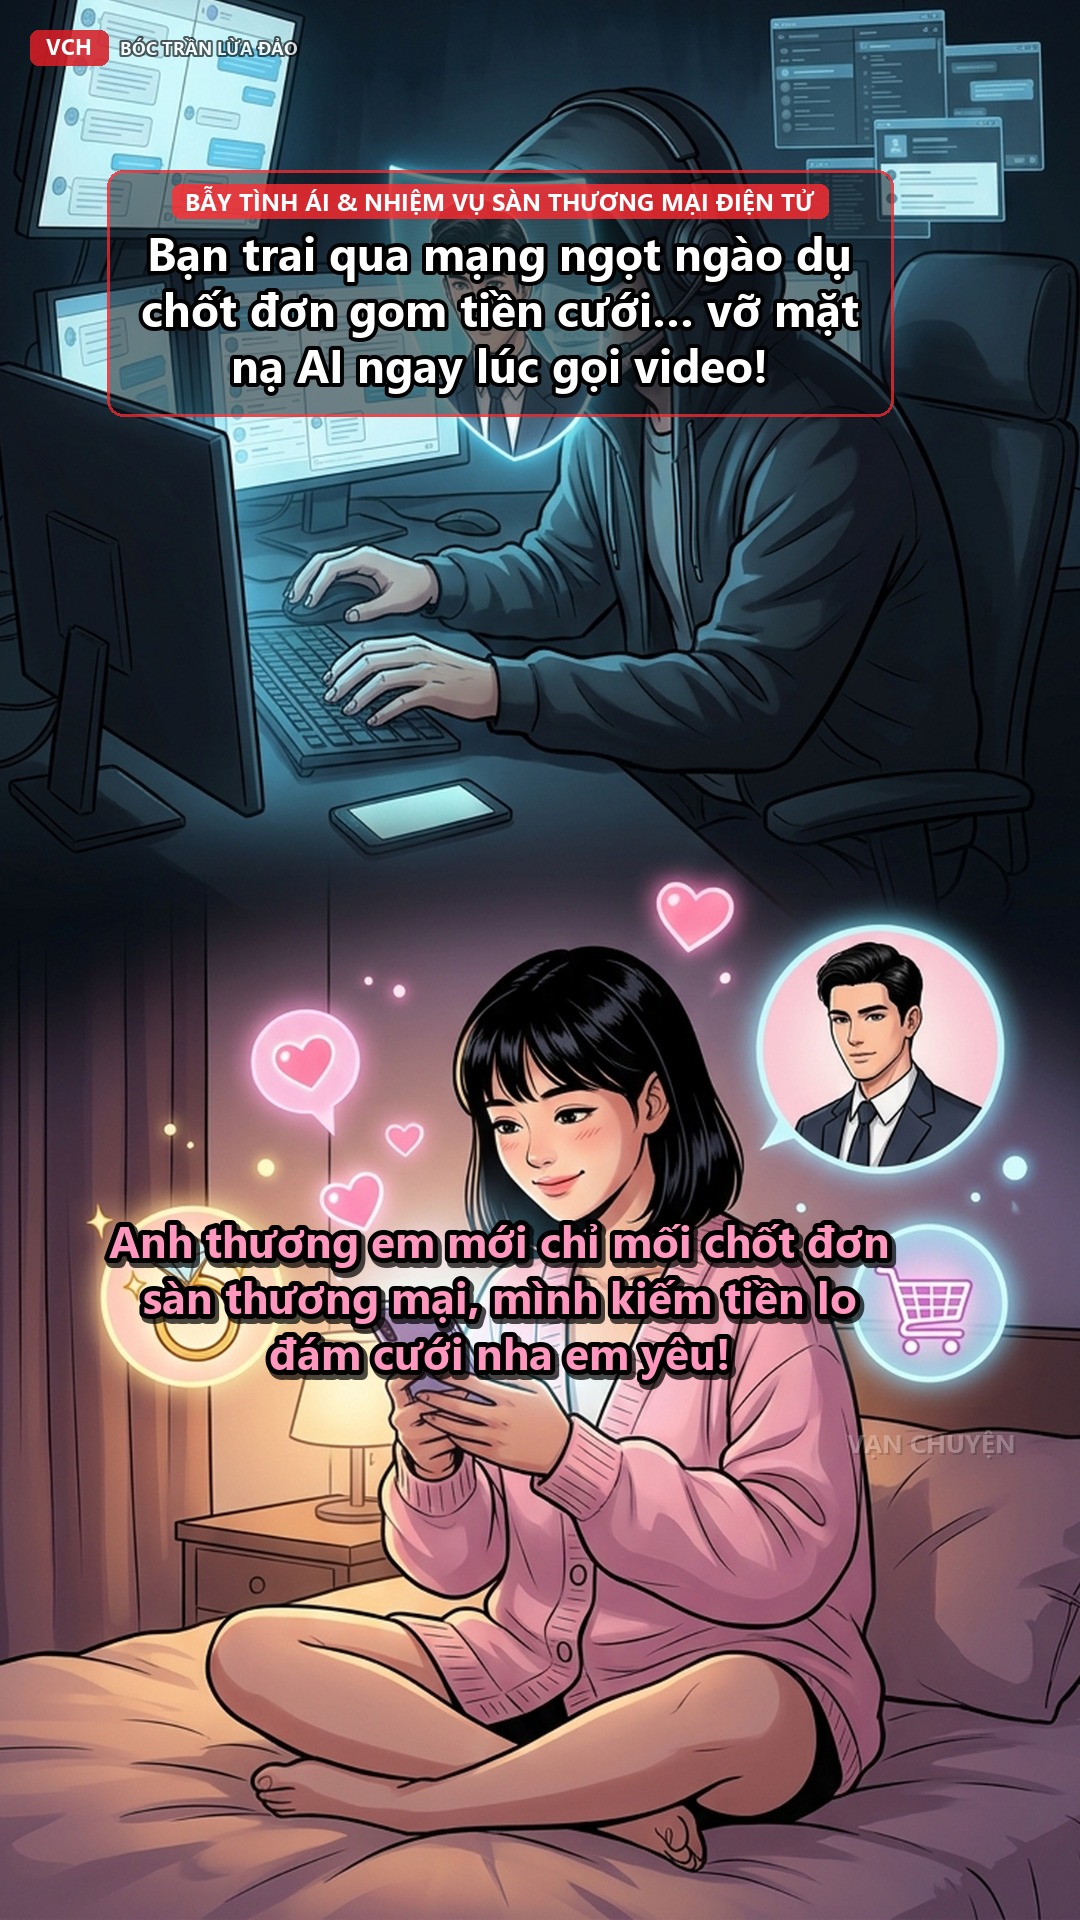 VCH BÓC TRẦN LỪA ĐẢO
BẪY TÌNH ÁI & NHIỆM VỤ SÀN THƯƠNG MẠI ĐIỆN TỬ
Bạn trai qua mạng ngọt ngào dụ
chốt đơn gom tiền cưới... vỡ mặt
nạ AI ngay lúc gọi video!
Anh thương em mới chỉ mối chốt đơn
sàn thương mại, mình kiếm tiền lo
đám cưới nha em yêu!
VẠN CHUYỆN